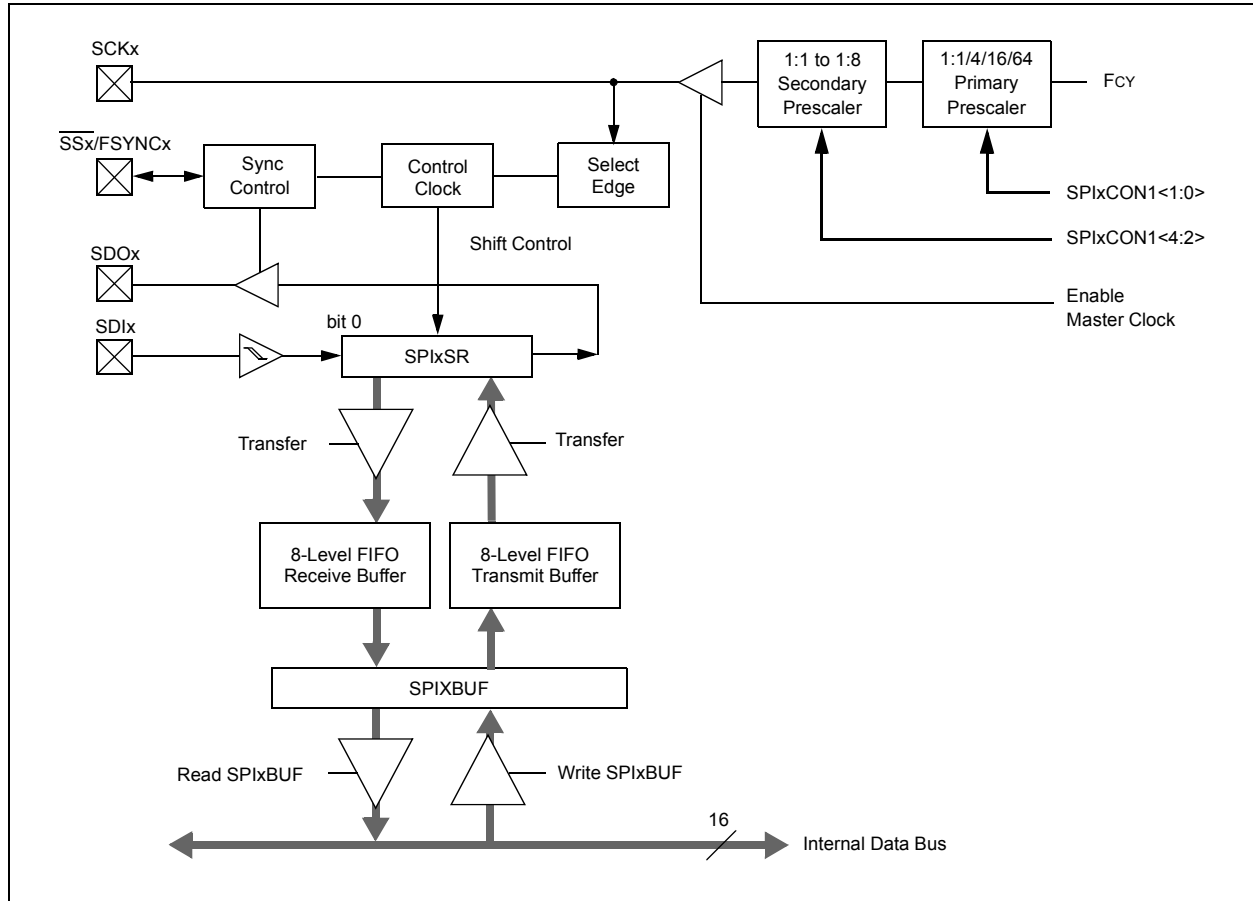 SCKx
1:1 to 1:8
Secondary
Prescaler
1:1/4/16/64
Primary
Prescaler
FCY
SSx/FSYNCx
Sync
Control
Control
Clock
Select
Edge
SPIxCON1<1:0>
SPIxCON1<4:2>
Shift Control
SDOx
Enable
Master Clock
bit 0
SDIx
SPIxSR
Transfer
Transfer
8-Level FIFO
Receive Buffer
8-Level FIFO
Transmit Buffer
SPIXBUF
Read SPIxBUF
Write SPIxBUF
16
Internal Data Bus